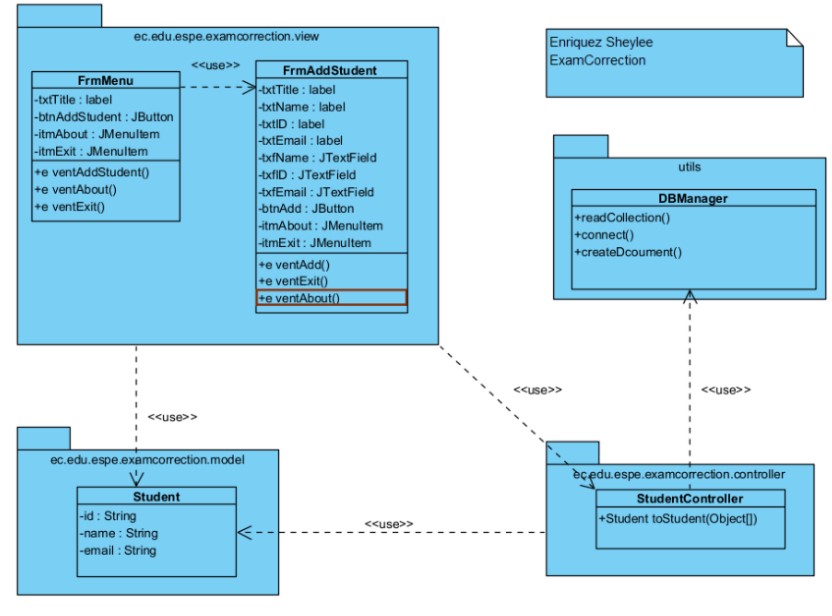 ec.edu.espe.examcorrection.view
<<use>>
FrmMenu
-txtTitle : label
-btnAddStudent : JButton
-itmAbout : JMenuItem
-itmExit : JMenuItem
+e ventAddStudent()
+e ventAbout()
+e ventExit()
FrmAddStudent
-txtTitle : label
-txtName : label
-txtID : label
-txtEmail : label
-txfName : JTextField
-txfID : JTextField
-txfEmail : JTextField
-btnAdd : JButton
-itmAbout : JMenuItem
-itmExit : JMenuItem
+e ventAdd()
+e ventExit()
+e ventAbout()
Enriquez Sheylee
ExamCorrection
utils
DBManager
+readCollection()
+connect()
+createDcoument()
<<use>>
<<use>>
<<use>>
ec.edu.espe.examcorrection.model
Student
-id : String
-name : String
-email : String
<<use>>
ec.edu.espe.examcorrection.controller
StudentController
+Student toStudent(Object[])